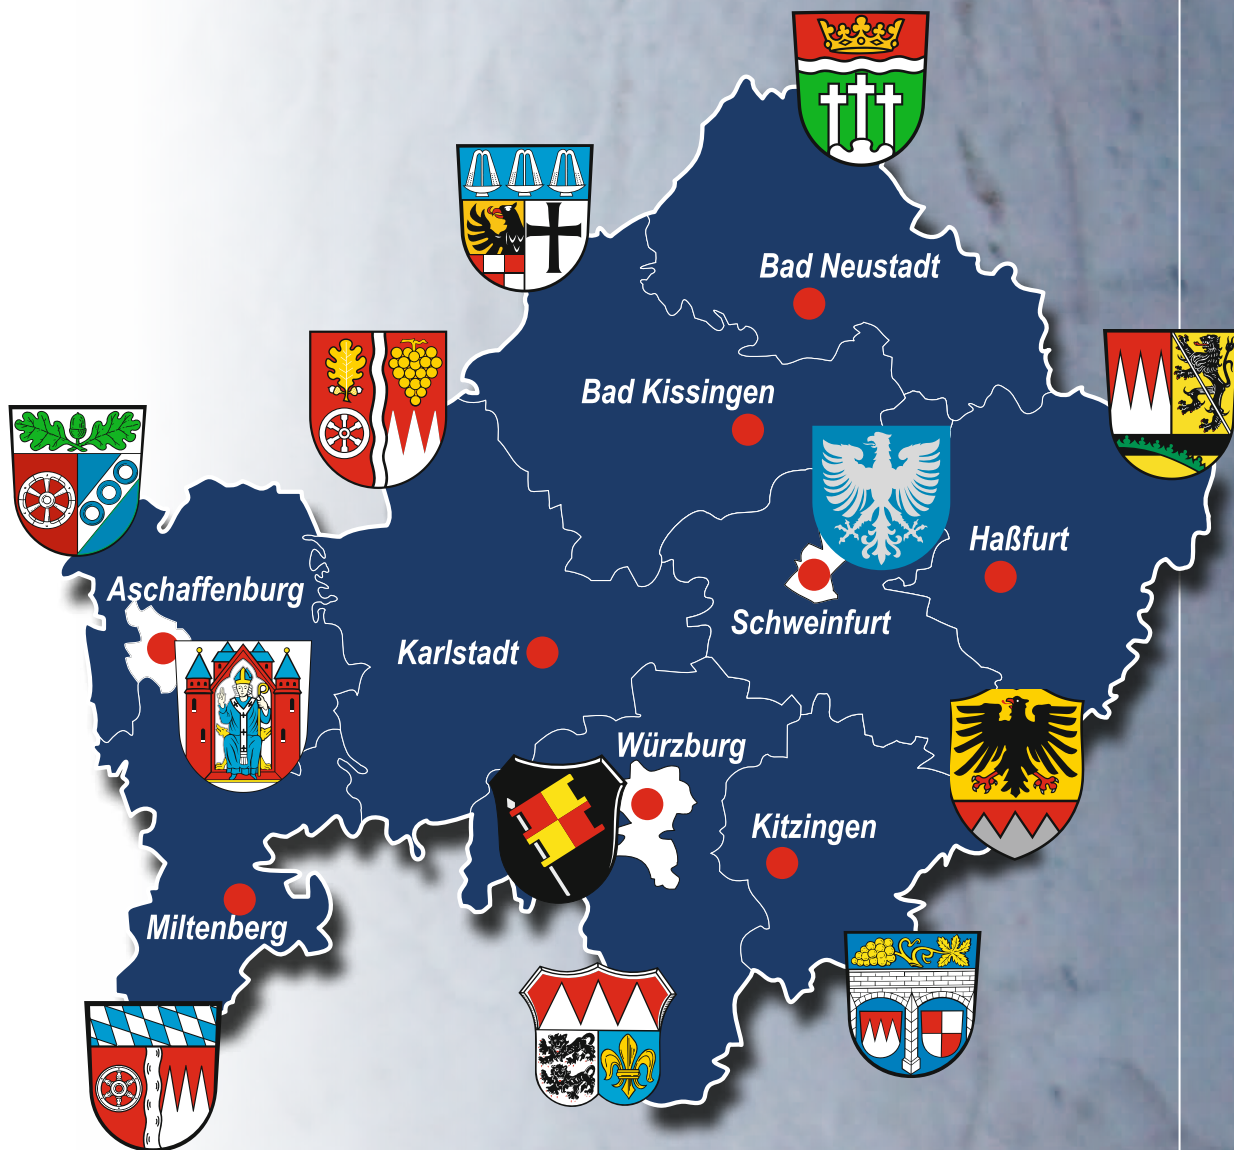 Bad Neustadt
Bad Kissingen
Haßfurt
Aschaffenburg
Schweinfurt
Karlstadt
Würzburg
Kitzingen
Miltenberg